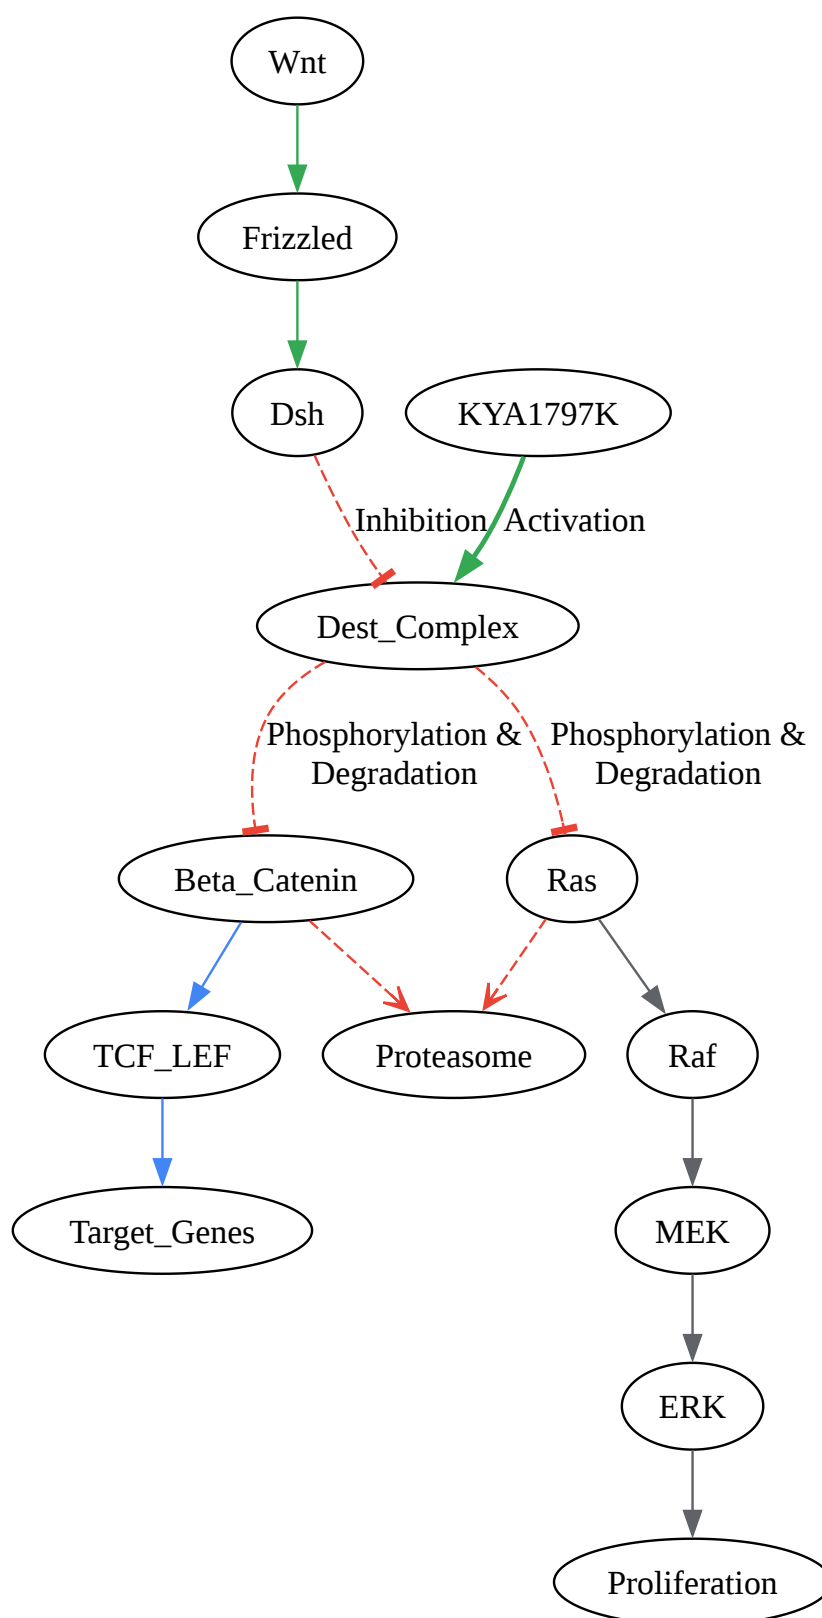 Wnt
Frizzled
Dsh
KYA1797K
Inhibition
Activation
Dest_Complex
Phosphorylation &
Degradation
Phosphorylation &
Degradation
Beta_Catenin
Ras
TCF_LEF
Proteasome
Raf
Target_Genes
MEK
ERK
Proliferation